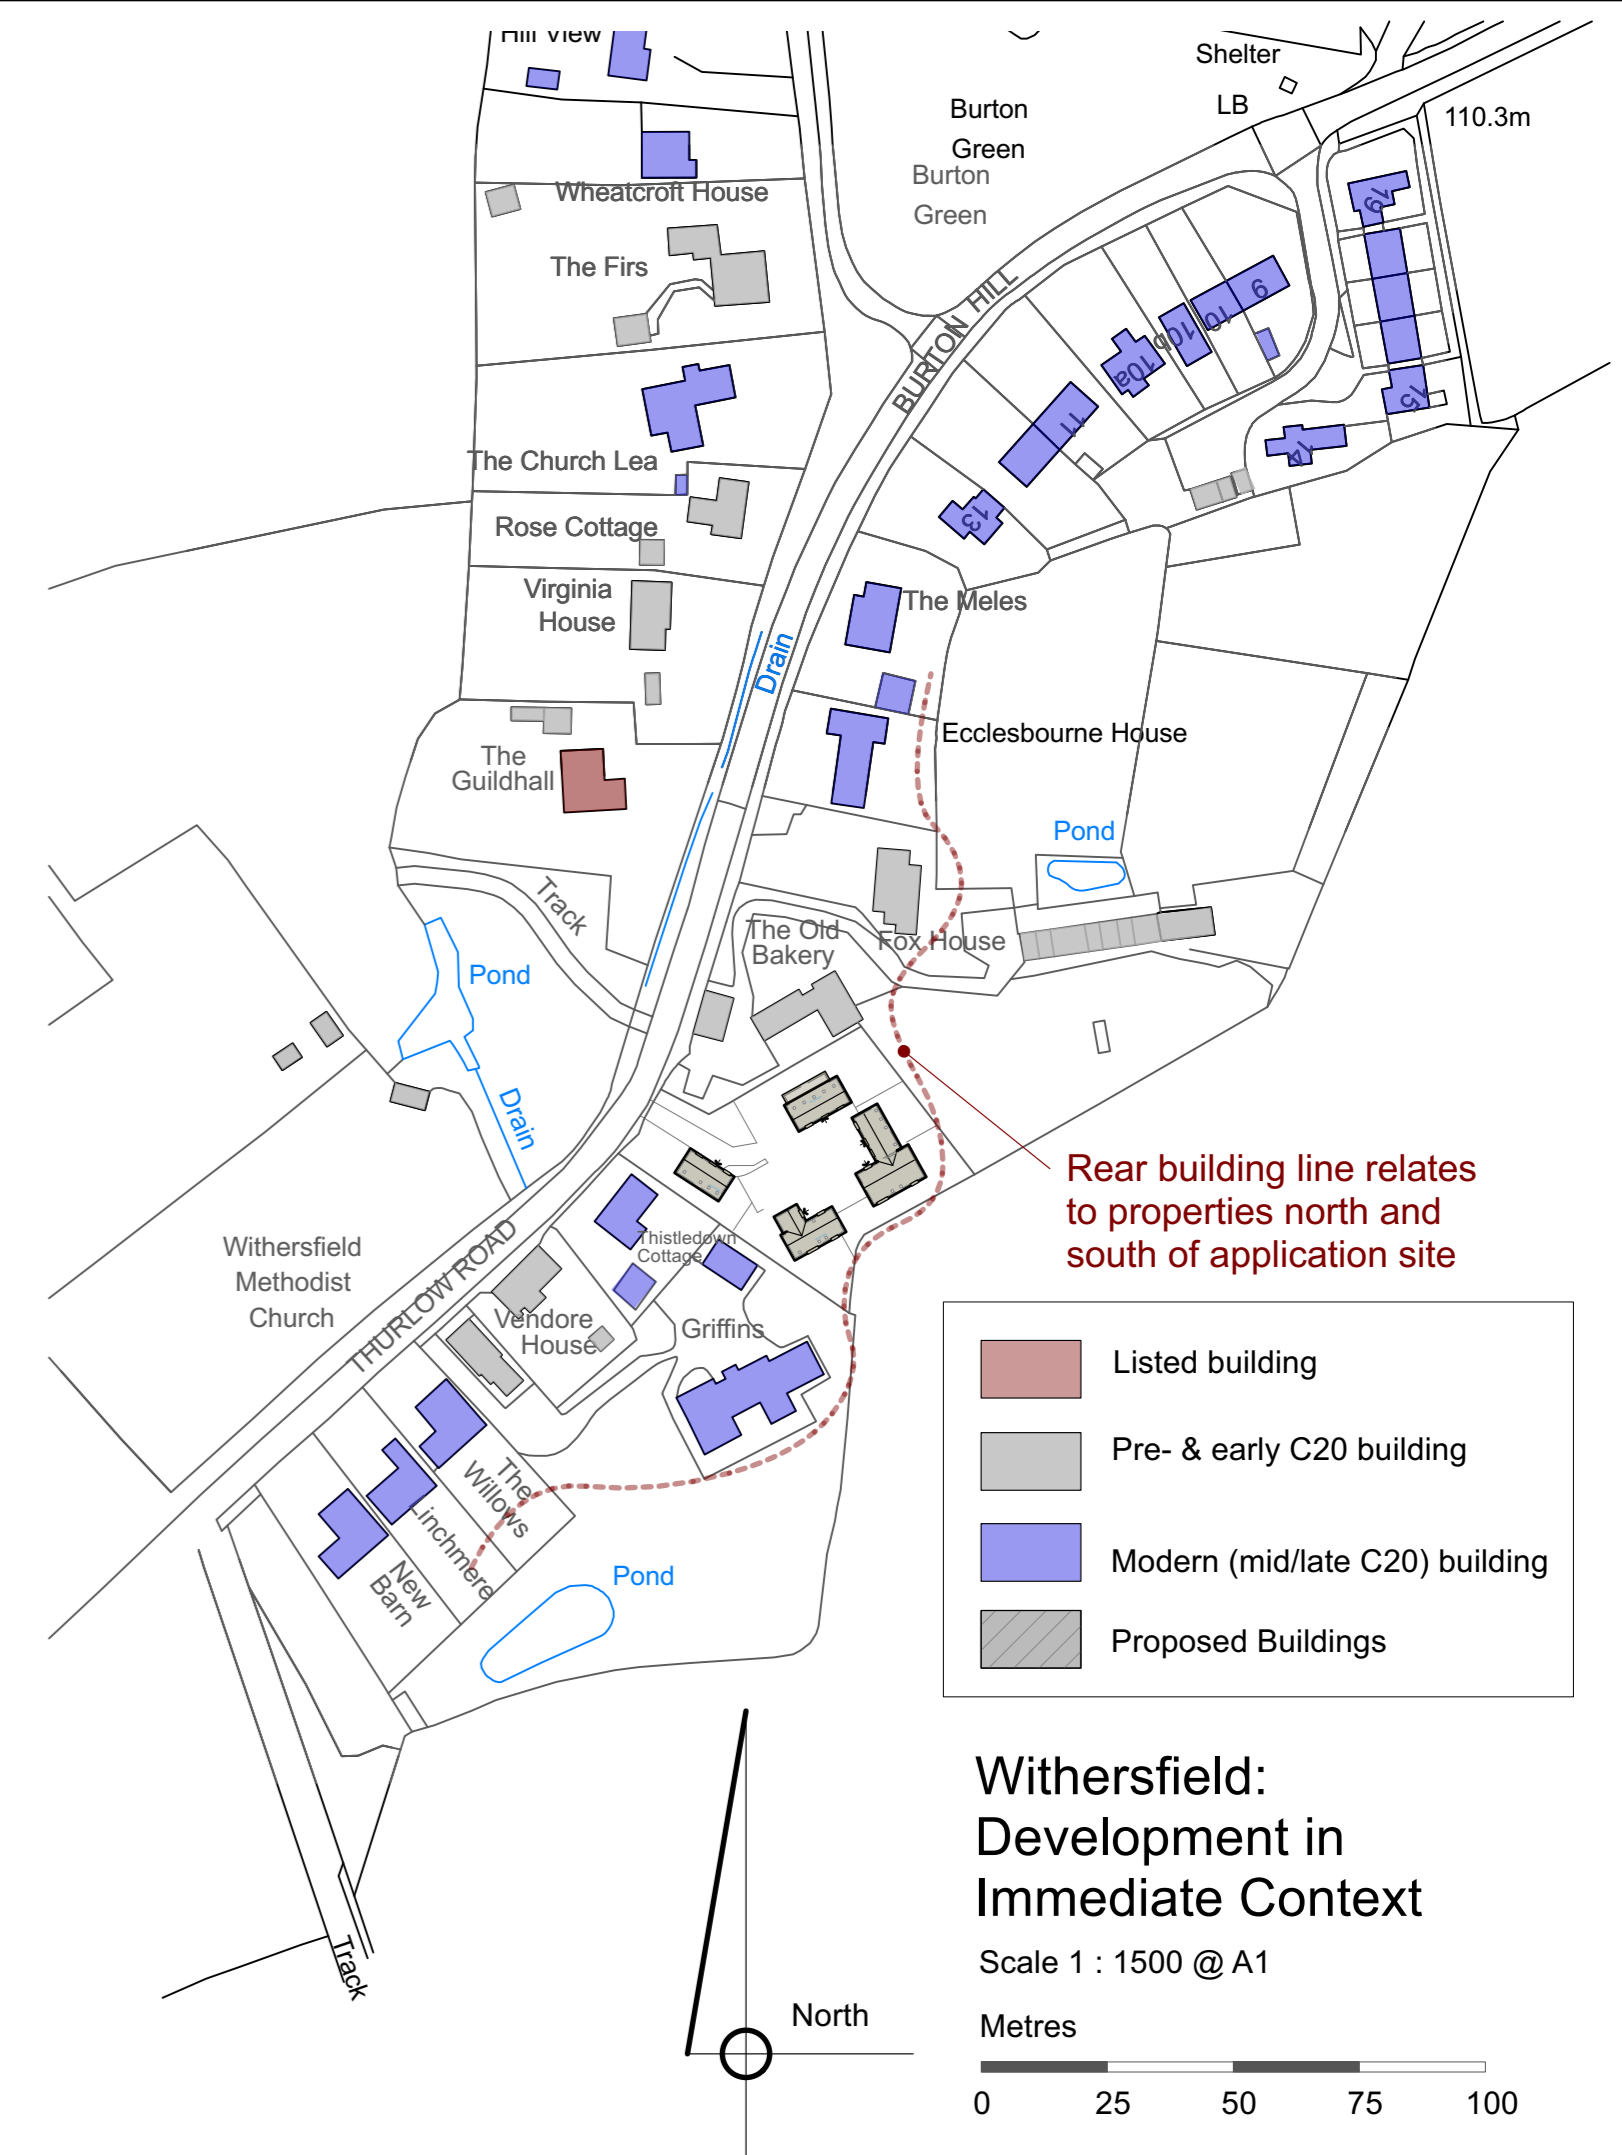 Hill View
Shelter
LB
110.3m
Burton
Green
Burton
Green
Wheatcroft House
The Firs
BURTON HILL
19
9
10
10b
10a
11
15
14
13
The Church Lea
Rose Cottage
Virginia
House
The Meles
Drain
Ecclesbourne House
The
Guildhall
Pond
Track
The Old
Bakery
Fox House
Pond
Drain
Rear building line relates
to properties north and
south of application site
Withersfield
Methodist
Church
THURLOW ROAD
Thistledown
Cottage
Vendore
House
Griffins
The
Willows
Linchmere
New
Barn
Pond
Listed building
Pre- & early C20 building
Modern (mid/late C20) building
Proposed Buildings
Withersfield:
Development in
Immediate Context
Scale 1 : 1500 @ A1
Track
North
Metres
0 25 50 75 100